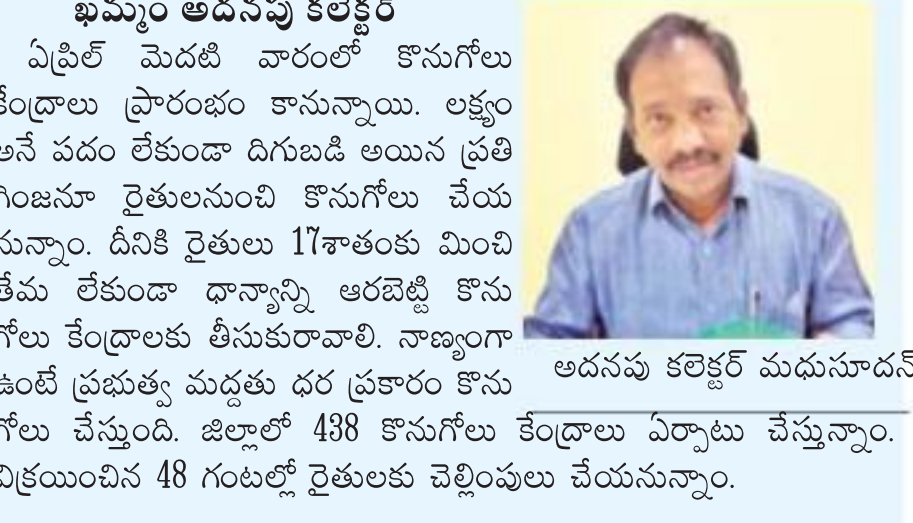 ఖమ్మం అదనపు కలెక్టర్
ఏప్రిల్ మెదటి వారంలో కొనుగోలు
కేంద్రాలు ప్రారంభం కానున్నాయి. లక్ష్యం
అనే పదం లేకుండా దిగుబడి అయిన ప్రతి
గింజనూ రైతులనుంచి కొనుగోలు చేయ
నున్నాం. దీనికి రైతులు 17శాతంకు మించి
తేమ లేకుండా ధాన్యాన్ని ఆరబెట్టి కొను
గోలు కేంద్రాలకు తీసుకురావాలి. నాణ్యంగా
ఉంటే ప్రభుత్వ మద్దతు ధర ప్రకారం కొను
గోలు చేస్తుంది. జిల్లాలో 438 కొనుగోలు కేంద్రాలు ఏర్పాటు చేస్తున్నాం.
విక్రయించిన 48 గంటల్లో రైతులకు చెల్లింపులు చేయనున్నాం.
అదనపు కలెక్టర్ మధుసూదన్